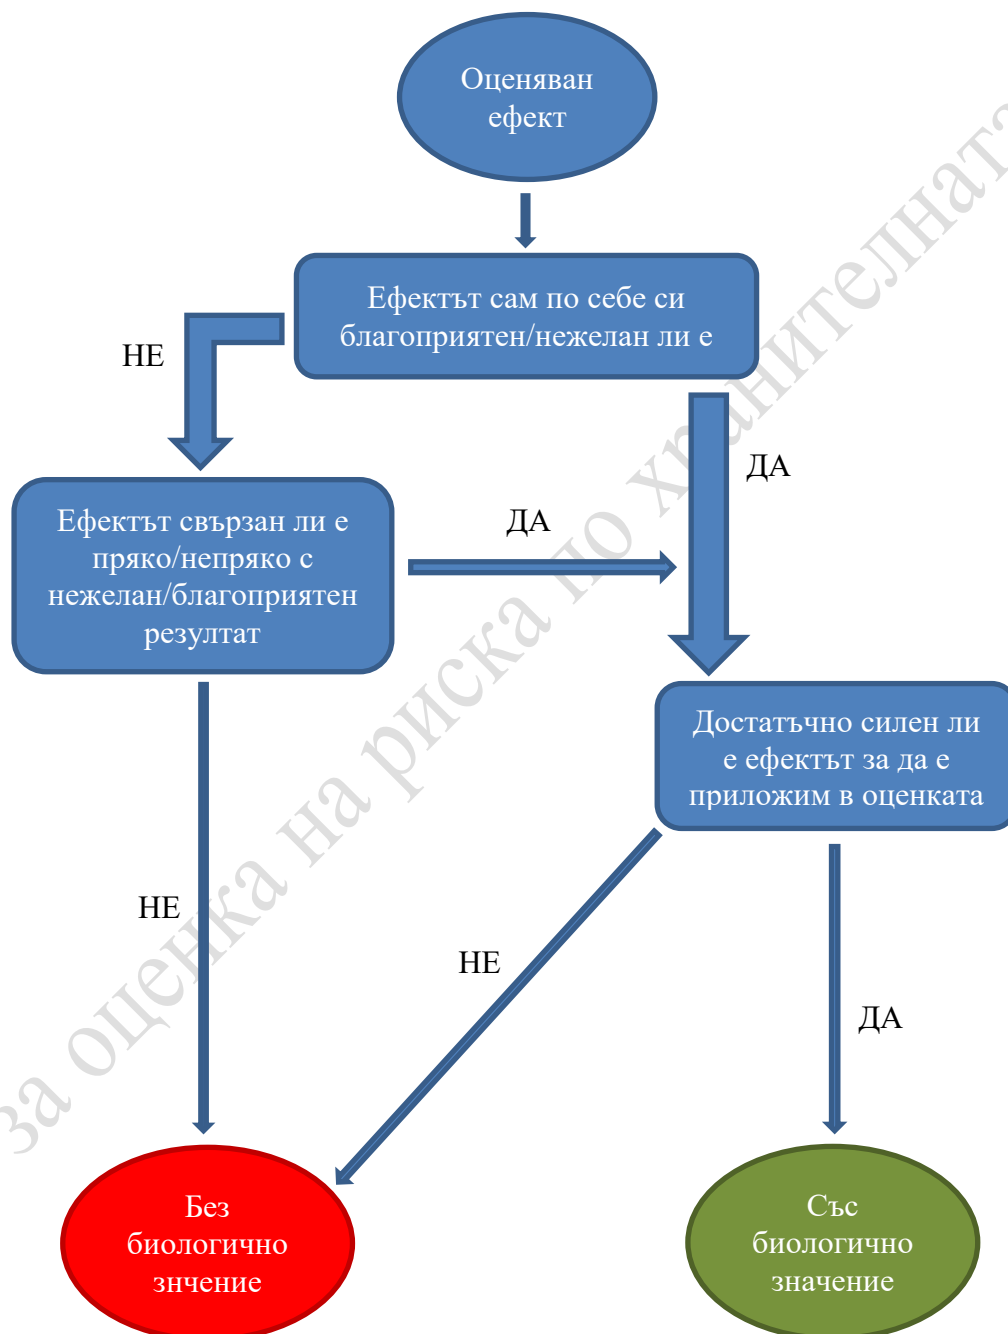 Оценяван
ефект
Ефектът сам по себе си
благоприятен/нежелан ли е
НЕ
ДА
Ефектът свързан ли е
пряко/непряко с
нежелан/благоприятен
резултат
ДА
Достатъчно силен ли
е ефектът за да е
приложим в оценката
НЕ
НЕ
ДА
Без
биологично
знчение
Със
биологично
значение
за оценка на риска по хранителната